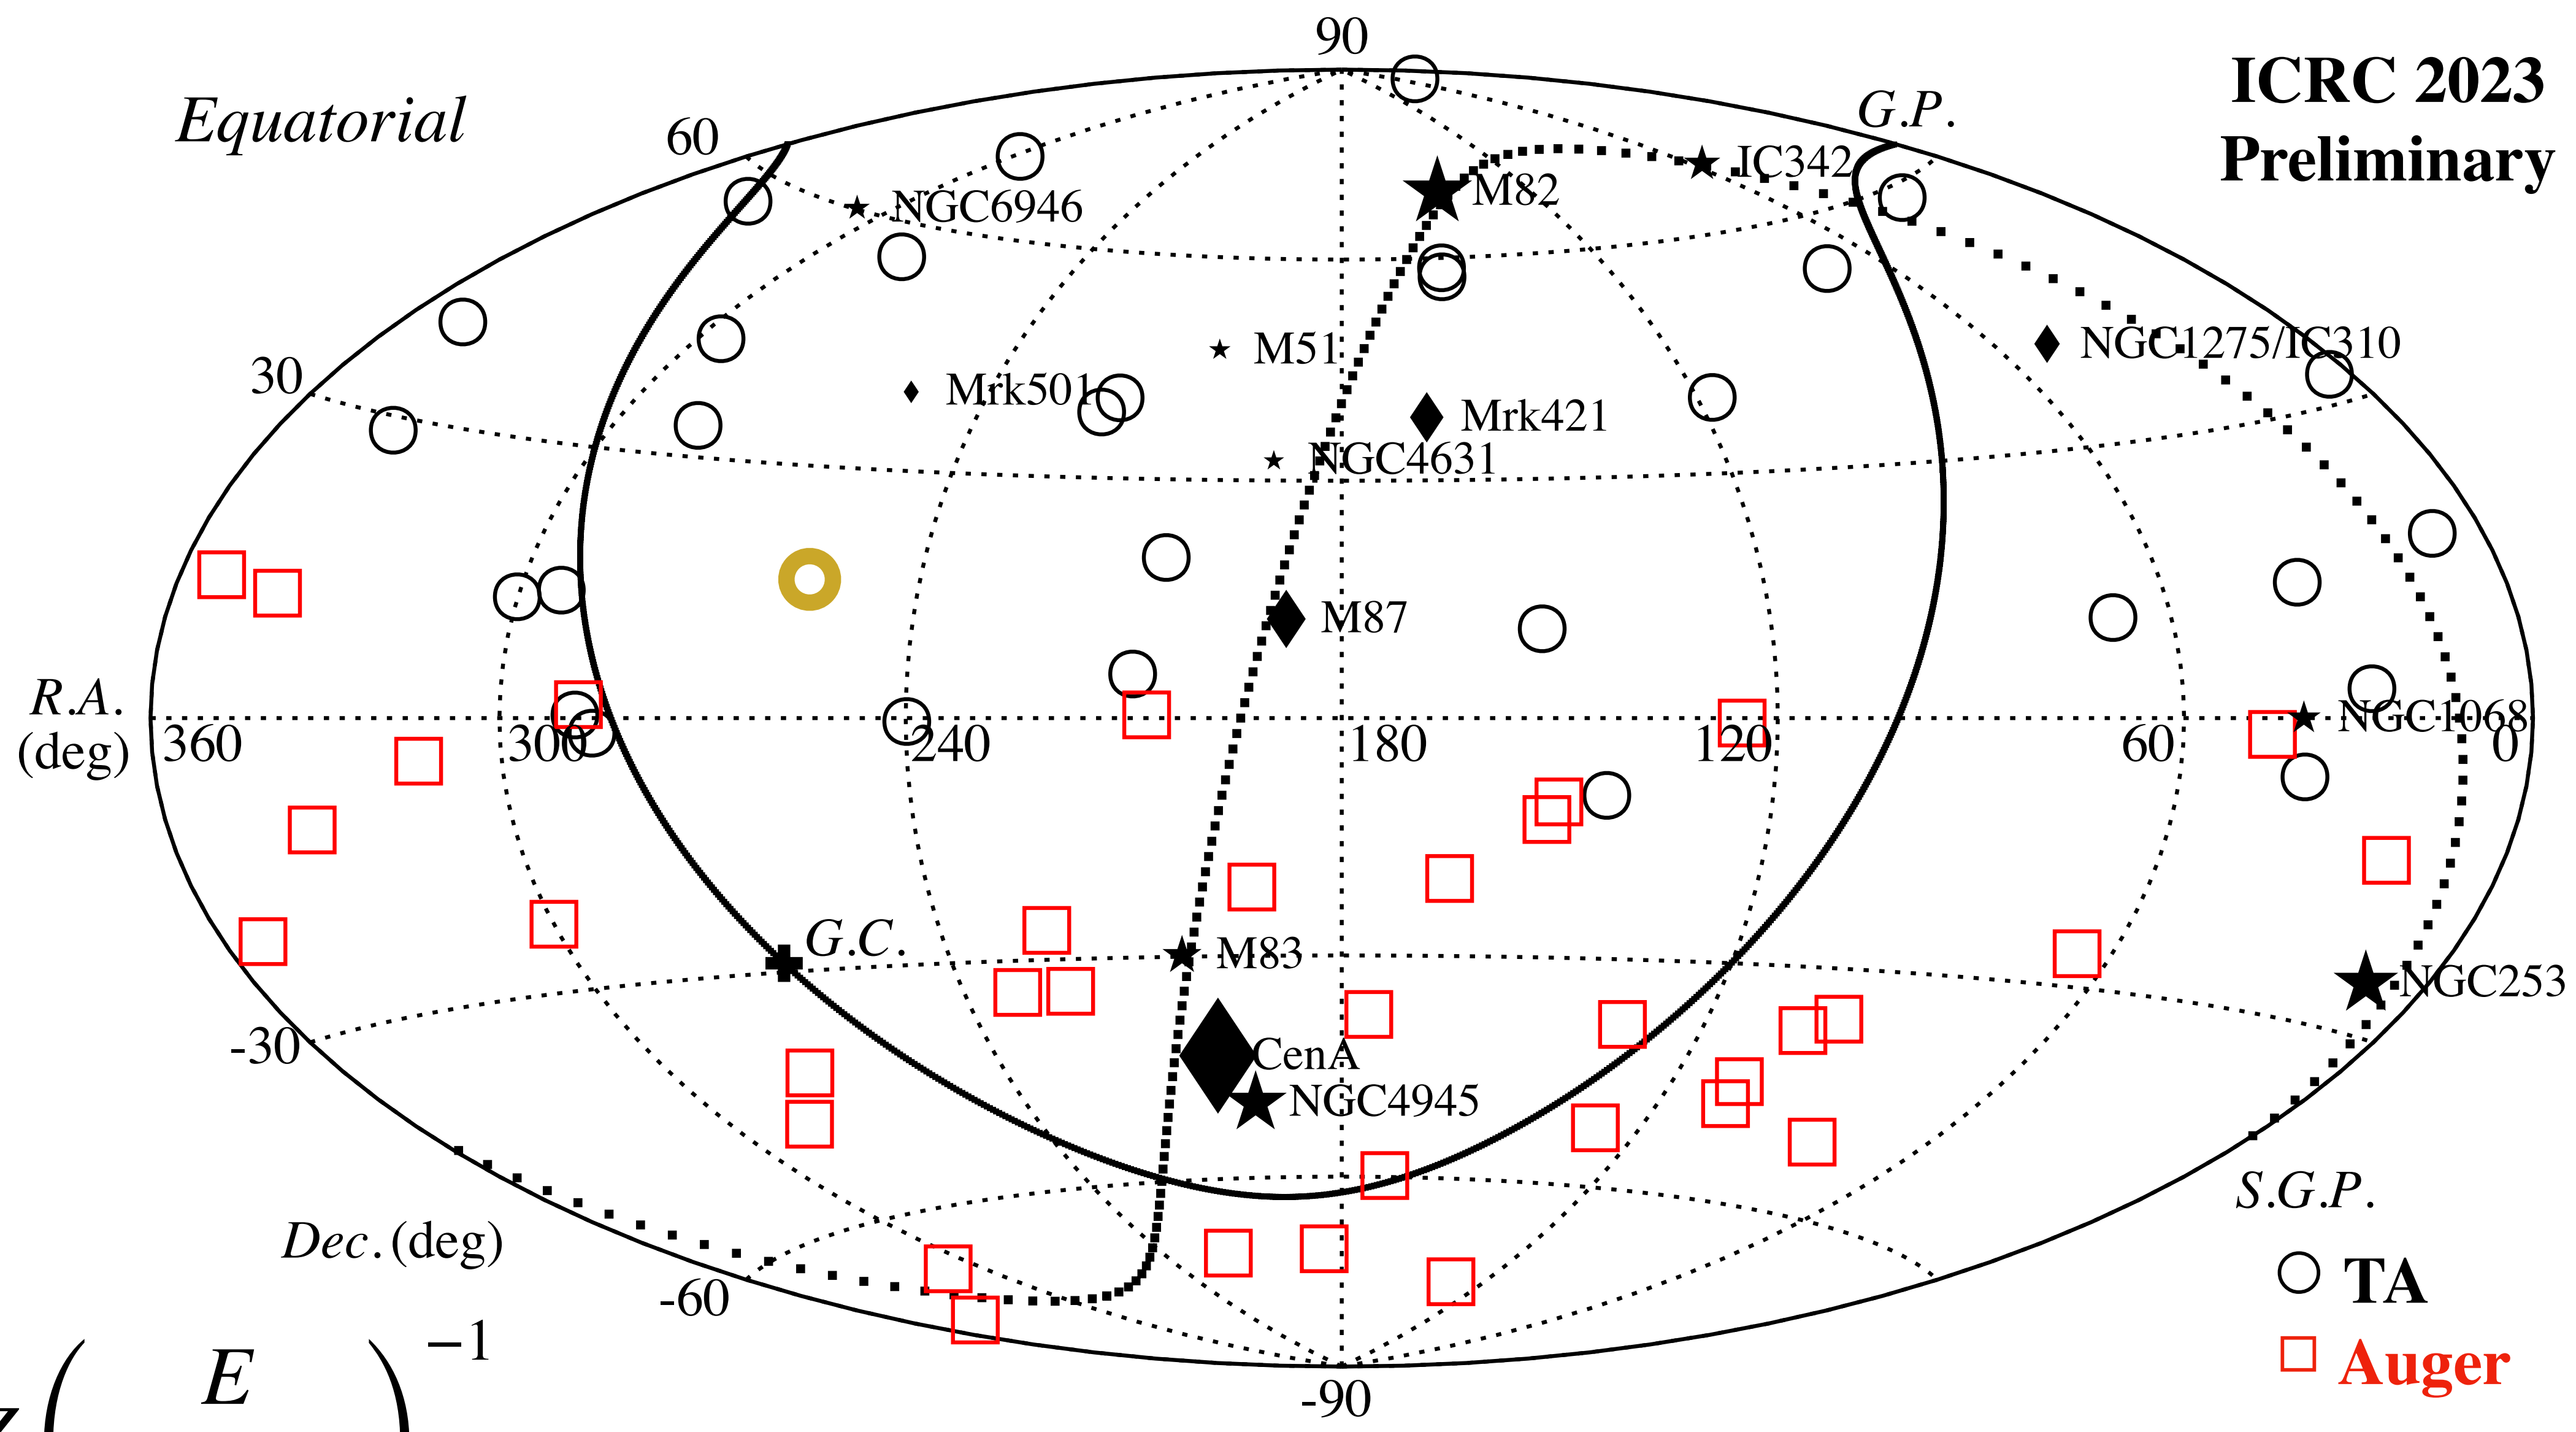 90
ICRC 2023
Preliminary
Equatorial
G.P.
60
IC342
M82
NGC6946
M51
NGC1275/IC310
30
Mrk501
Mrk421
NGC4631
M87
R.A.
(deg)
360
300
240
180
120
60
0
NGC1068
G.C.
M83
NGC253
-30
CenA
NGC4945
S.G.P.
Dec. (deg)
-60
TA
Auger
-90
( E ) −1